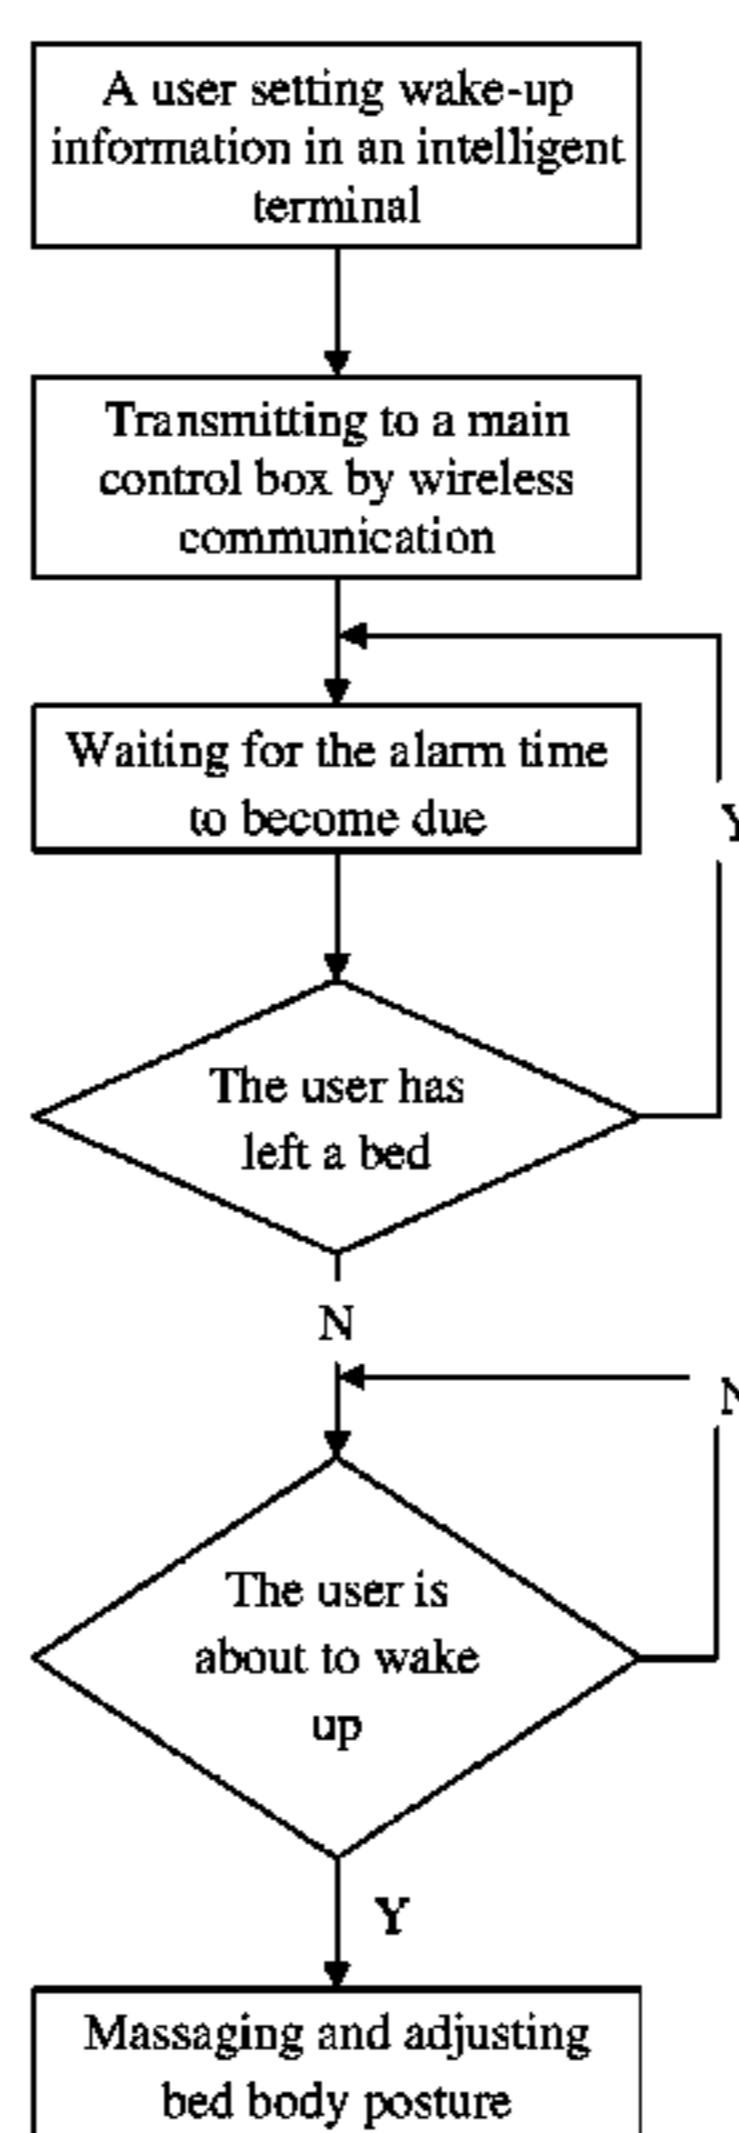 A user setting wake-up
information in an intelligent
terminal
Transmitting to a main
control box by wireless
communication
Waiting for the alarm time
to become due
Y
The user has
left a bed
N
N
The user is
about to wake
up
Y
Massaging and adjusting
bed body posture